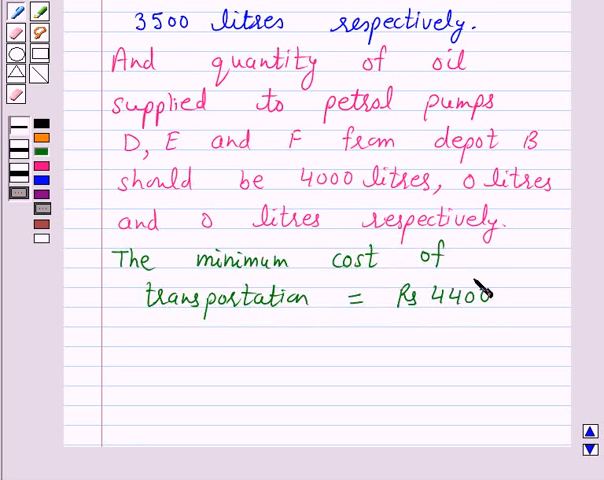 3500 litres respectively.
And quantity of oil
supplied to petrol pumps
D, E and F from depot B
should be 4000 litres, 0 litres
and 0 litres respectively.
The minimum cost of
transportation = Rs 4400